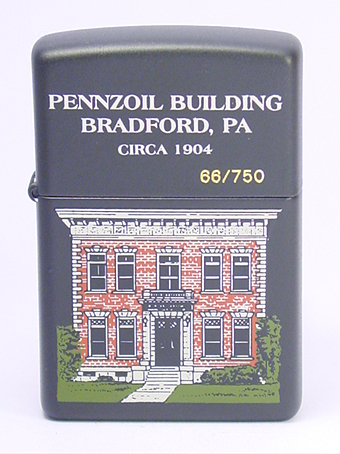 PENNZOIL BUILDING
BRADFORD, PA
CIRCA 1904
66/750